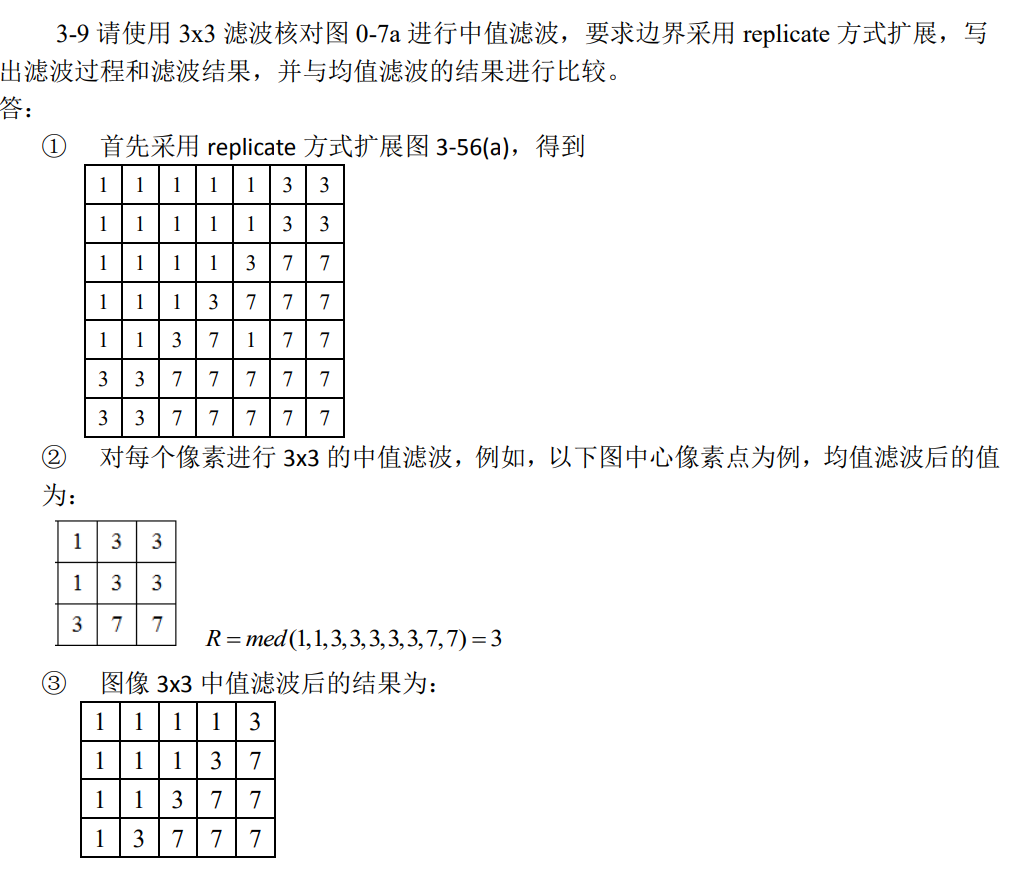 3-9 请使用 3x3 滤波核对图 0-7a 进行中值滤波，要求边界采用 replicate 方式扩展，写
出滤波过程和滤波结果，并与均值滤波的结果进行比较。
答：
① 首先采用 replicate 方式扩展图 3-56(a)，得到
1 1 1 1 1 3 3
1 1 1 1 1 3 3
1 1 1 1 3 7 7
1 1 1 3 7 7 7
1 1 3 7 1 7 7
3 3 7 7 7 7 7
3 3 7 7 7 7 7
② 对每个像素进行 3x3 的中值滤波，例如，以下图中心像素点为例，均值滤波后的值
为：
1 3 3
1 3 3
3 7 7
R = med(1,1,3,3,3,3,3,7,7) = 3
③ 图像 3x3 中值滤波后的结果为：
1 1 1 1 3
1 1 1 3 7
1 1 3 7 7
1 3 7 7 7